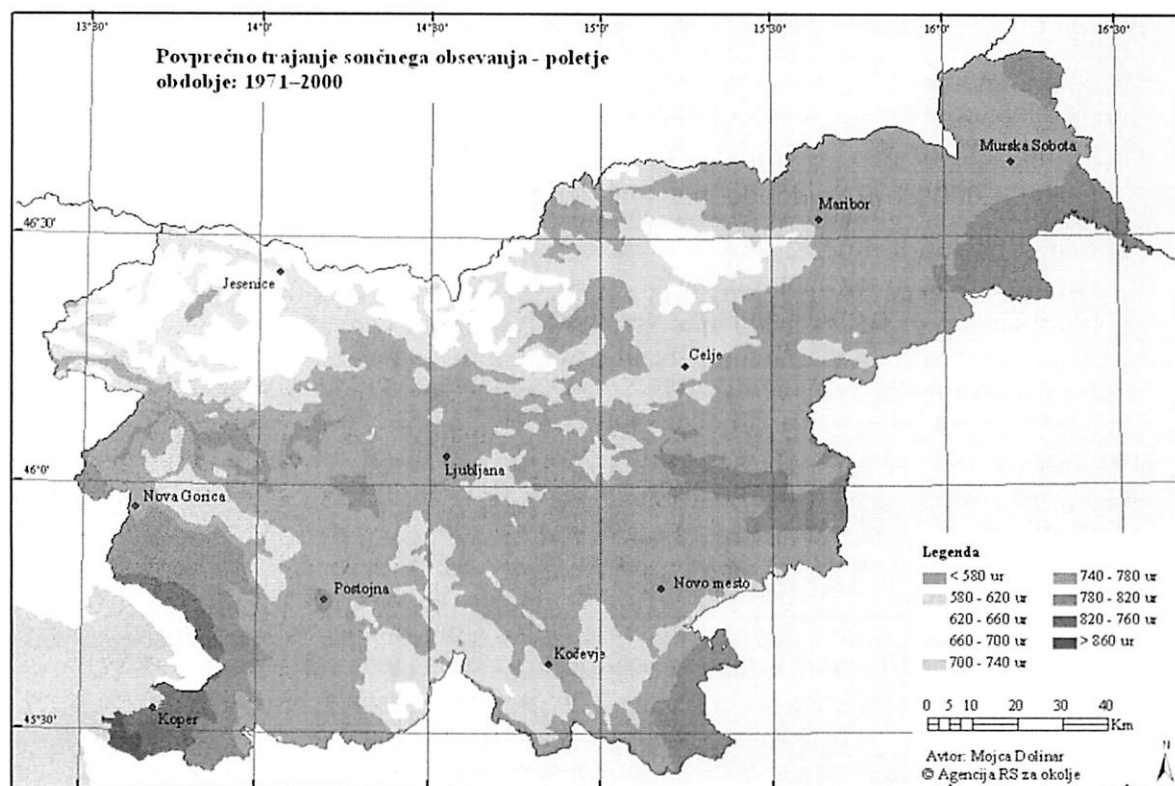 13°30'
14°0'
14°30'
15°0'
15°30'
16°0'
16°30'
Povprečno trajanje sončnega obsevanja - poletje
obdobje: 1971–2000
Murska Sobota
Maribor
46°30'
Jesenice
Celje
Ljubljana
46°0'
Nova Gorica
Postojna
Novo mesto
Kočevje
45°30'
Koper
Legenda
< 580 ur
580 - 620 ur
620 - 660 ur
660 - 700 ur
700 - 740 ur
740 - 780 ur
780 - 820 ur
820 - 760 ur
> 860 ur
0 5 10 20 30 40
Km
Avtor: Mojca Dolinar
© Agencija RS za okolje
N